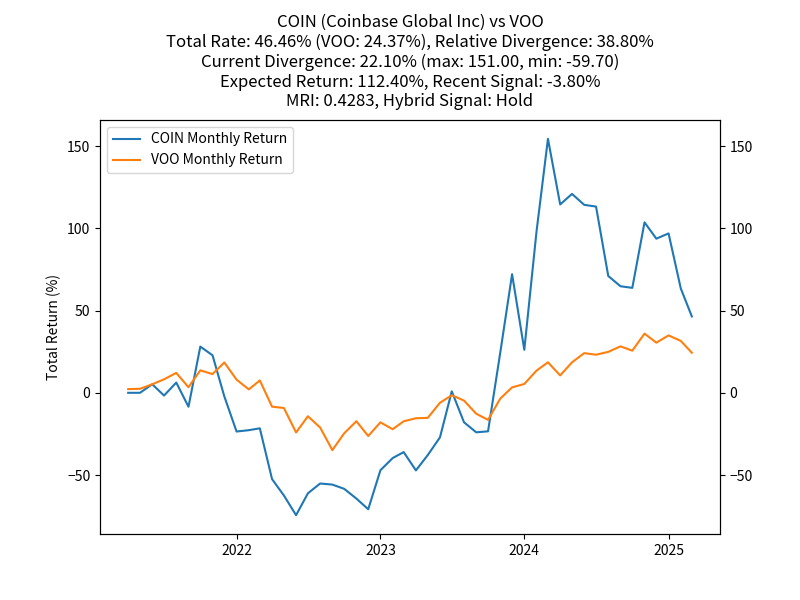 COIN (Coinbase Global Inc) vs VOO
Total Rate: 46.46% (VOO: 24.37%), Relative Divergence: 38.80%
Current Divergence: 22.10% (max: 151.00, min: -59.70)
Expected Return: 112.40%, Recent Signal: -3.80%
MRI: 0.4283, Hybrid Signal: Hold
COIN Monthly Return
VOO Monthly Return
Total Return (%)
150
100
50
0
−50
150
100
50
0
−50
2022
2023
2024
2025